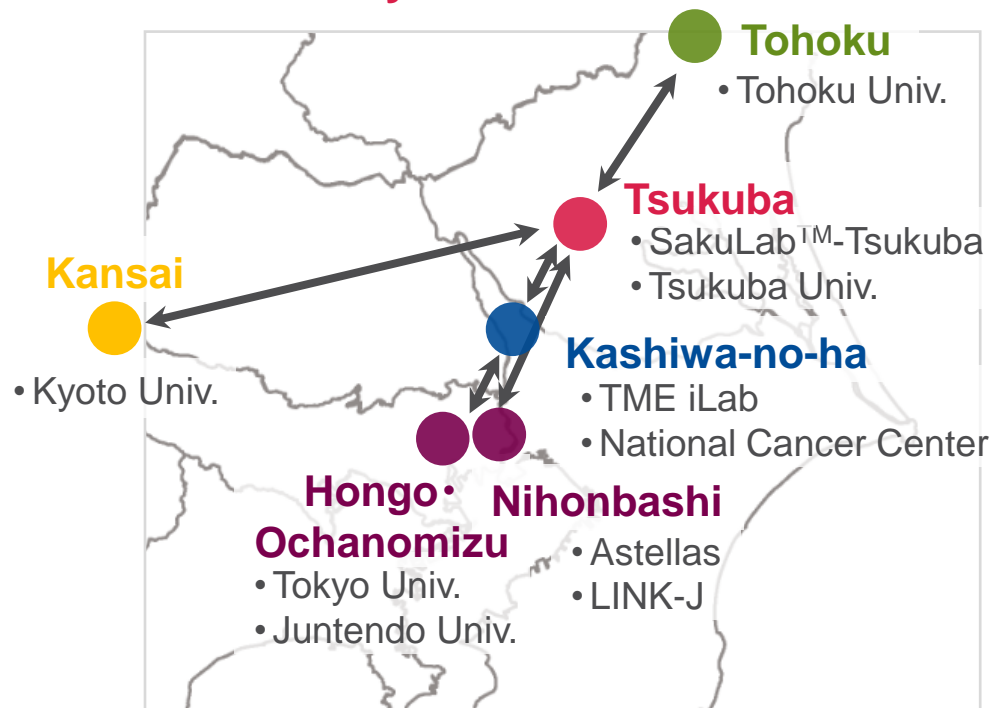 Tohoku
• Tohoku Univ.
Tsukuba
• SakuLab™-Tsukuba
• Tsukuba Univ.
Kansai
• Kyoto Univ.
Kashiwa-no-ha
• TME iLab
• National Cancer Center
Hongo・
Ochanomizu
• Tokyo Univ.
• Juntendo Univ.
Nihonbashi
• Astellas
• LINK-J